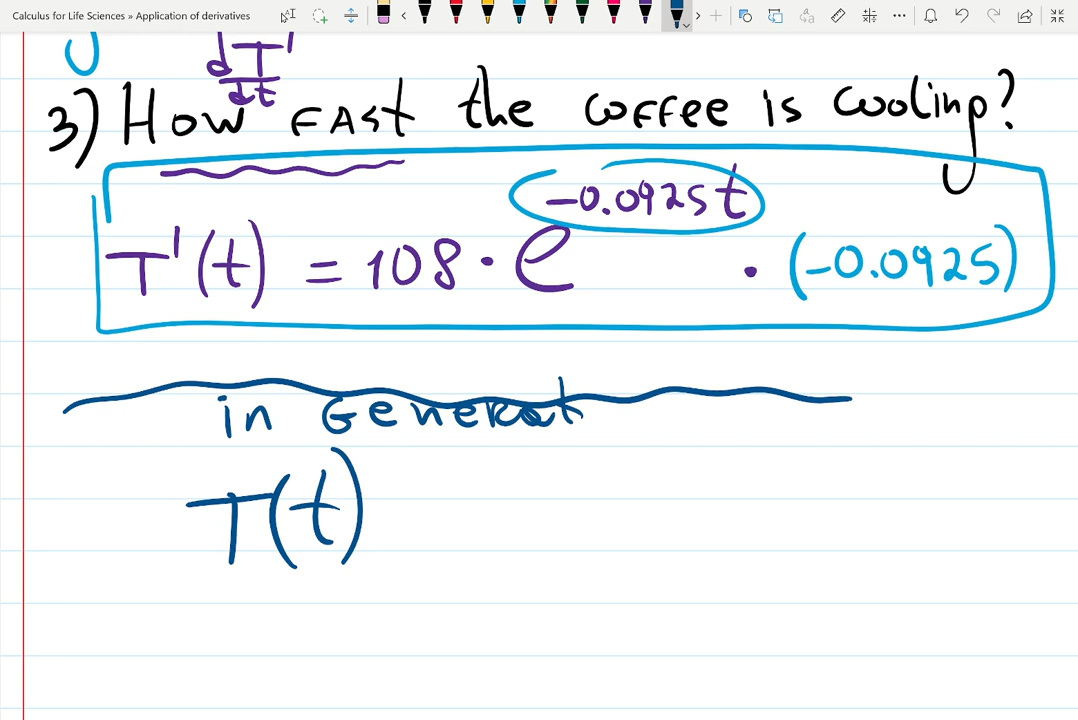 Calculus for Life Sciences » Application of derivatives
dT'
dt
3) How FAst the coffee is cooling?
T'(t) = 108 · e^-0.0925t · (-0.0925)
in General
T(t)